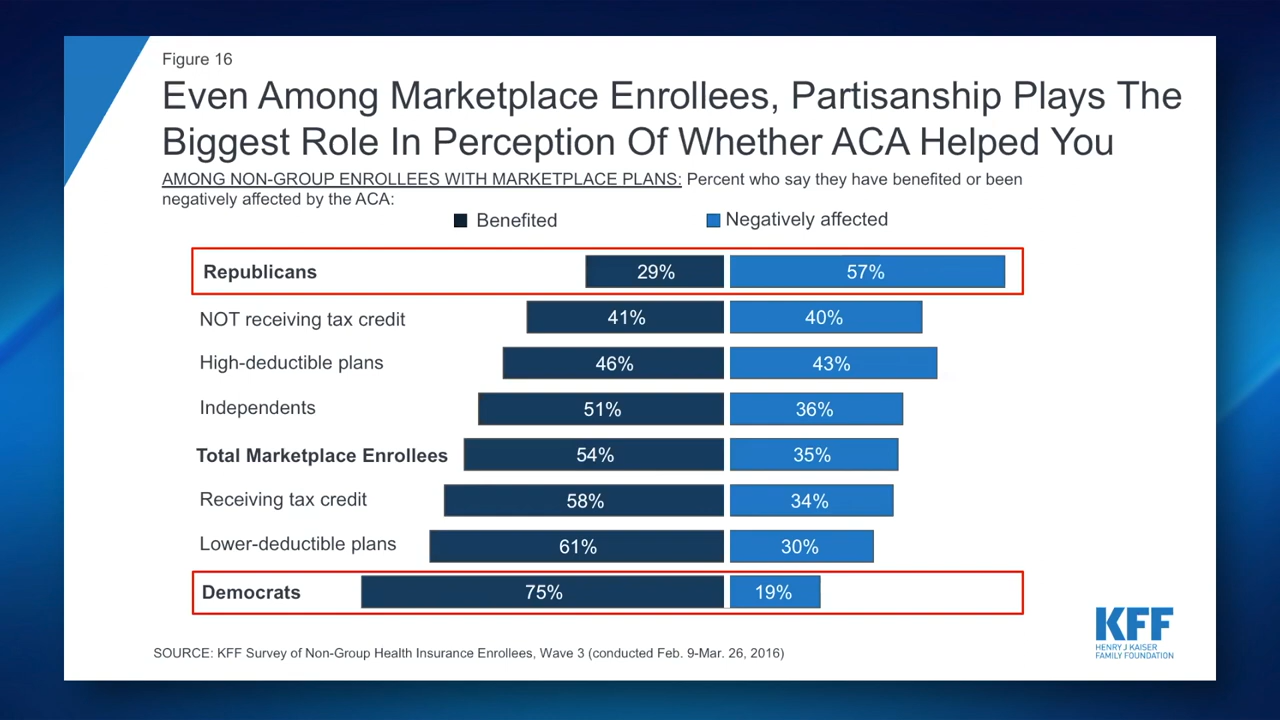 Figure 16
Even Among Marketplace Enrollees, Partisanship Plays The
Biggest Role In Perception Of Whether ACA Helped You
AMONG NON-GROUP ENROLLEES WITH MARKETPLACE PLANS: Percent who say they have benefited or been
negatively affected by the ACA:
Benefited Negatively affected
Republicans 29% 57%
NOT receiving tax credit 41% 40%
High-deductible plans 46% 43%
Independents 51% 36%
Total Marketplace Enrollees 54% 35%
Receiving tax credit 58% 34%
Lower-deductible plans 61% 30%
Democrats 75% 19%
KFF
HENRY J KAISER
FAMILY FOUNDATION
SOURCE: KFF Survey of Non-Group Health Insurance Enrollees, Wave 3 (conducted Feb. 9-Mar. 26, 2016)